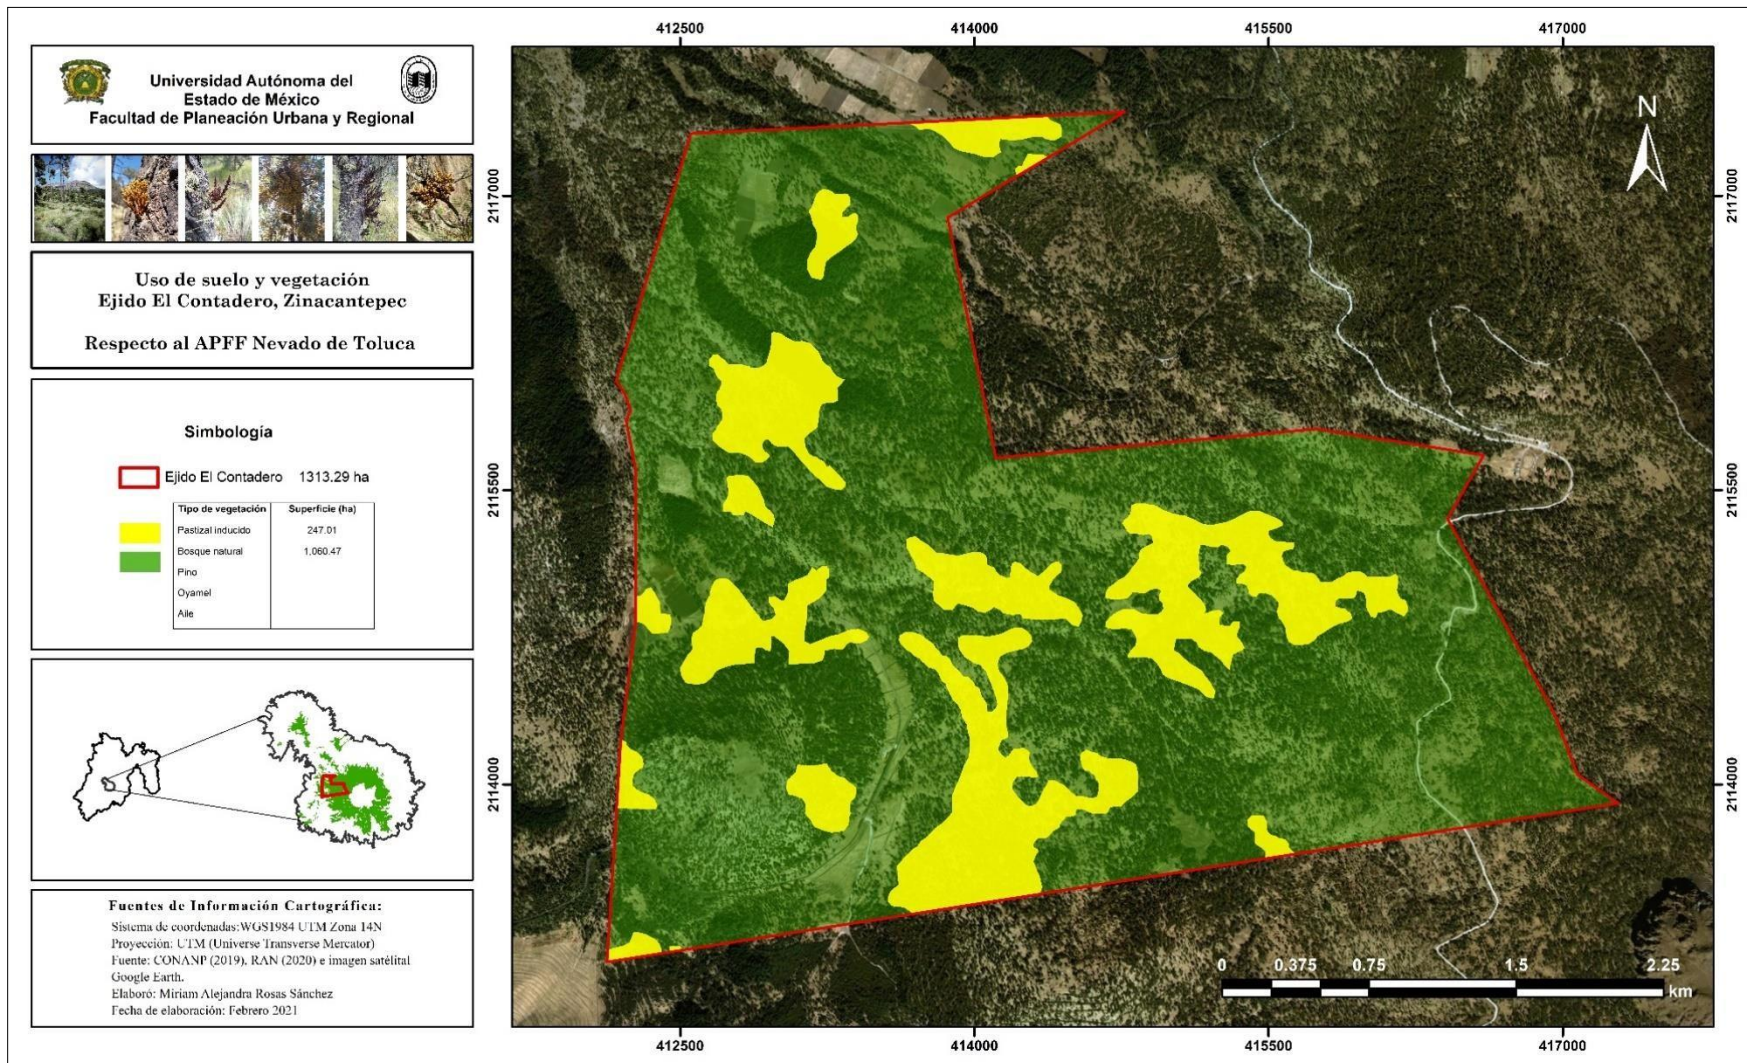 Universidad Autónoma del
Estado de México
Facultad de Planeación Urbana y Regional
Uso de suelo y vegetación
Ejido El Contadero, Zinacantepec
Respecto al APFF Nevado de Toluca
Simbología
Ejido El Contadero 1313.29 ha
Tipo de vegetación Superficie (ha)
Pastizal inducido 247.01
Bosque natural 1,060.47
Pino
Oyamel
Aile
Fuentes de Información Cartográfica:
Sistema de coordenadas:WGS1984 UTM Zona 14N
Proyección: UTM (Universe Transverse Mercator)
Fuente: CONANP (2019), RAN (2020) e imagen satélital
Google Earth.
Elaboró: Miriam Alejandra Rosas Sánchez
Fecha de elaboración: Febrero 2021
412500 414000 415500 417000
N
2117000 2117000
2115500 2115500
2114000 2114000
0 0.375 0.75 1.5 2.25
km
412500 414000 415500 417000